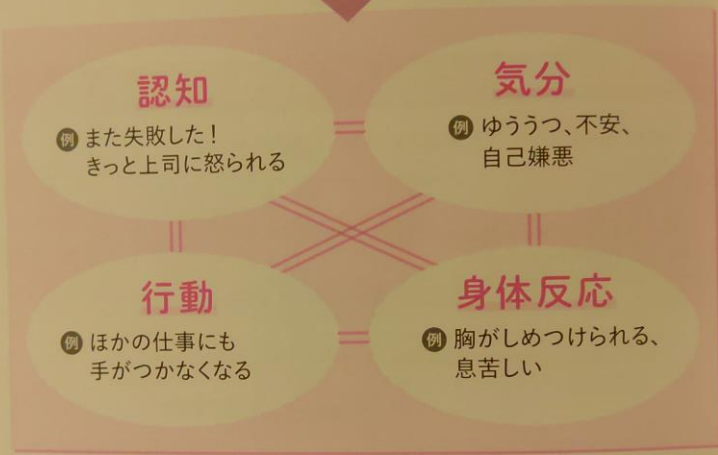 認知
例 また失敗した!
きっと上司に怒られる
気分
例 ゆううつ、不安、
自己嫌悪
行動
例 ほかの仕事にも
手がつかなくなる
身体反応
例 胸がしめつけられる、
息苦しい